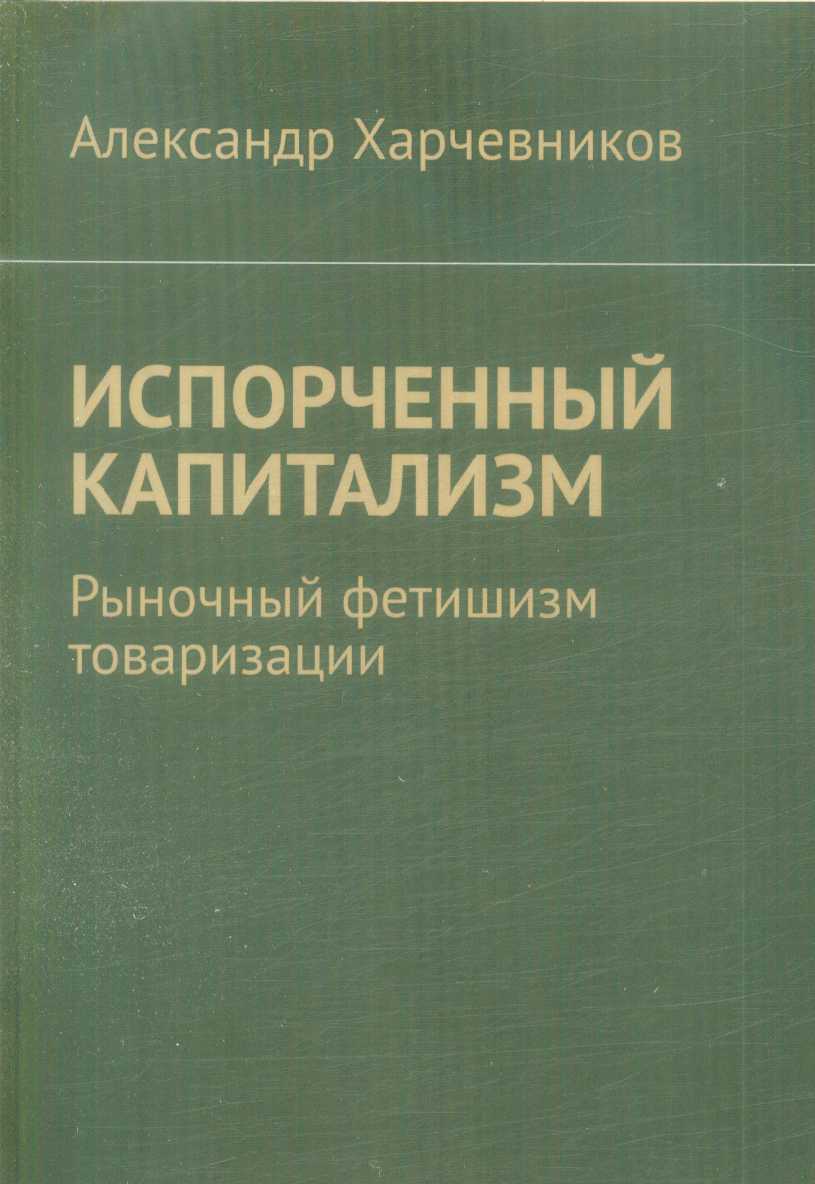 Александр Харчевников
ИСПОРЧЕННЫЙ
КАПИТАЛИЗМ
Рыночный фетишизм
товаризации